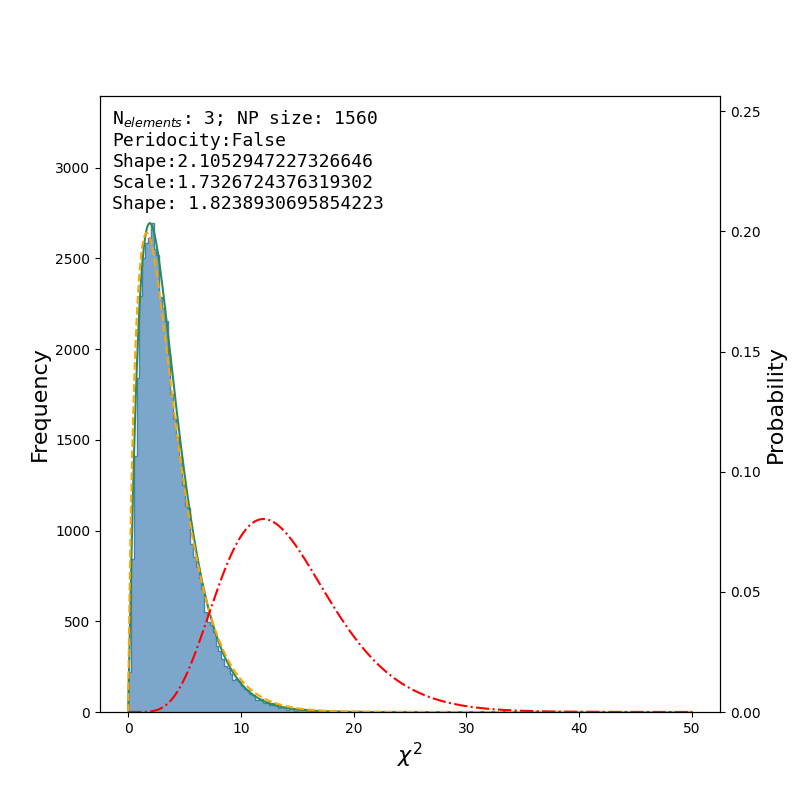 N_elements: 3; NP size: 1560
Peridocity:False
Shape:2.1052947227326646
Scale:1.7326724376319302
Shape: 1.8238930695854223
Frequency
3000
2500
2000
1500
1000
500
0
0.25
0.20
0.15
0.10
0.05
0.00
Probability
0 10 20 30 40 50
χ²